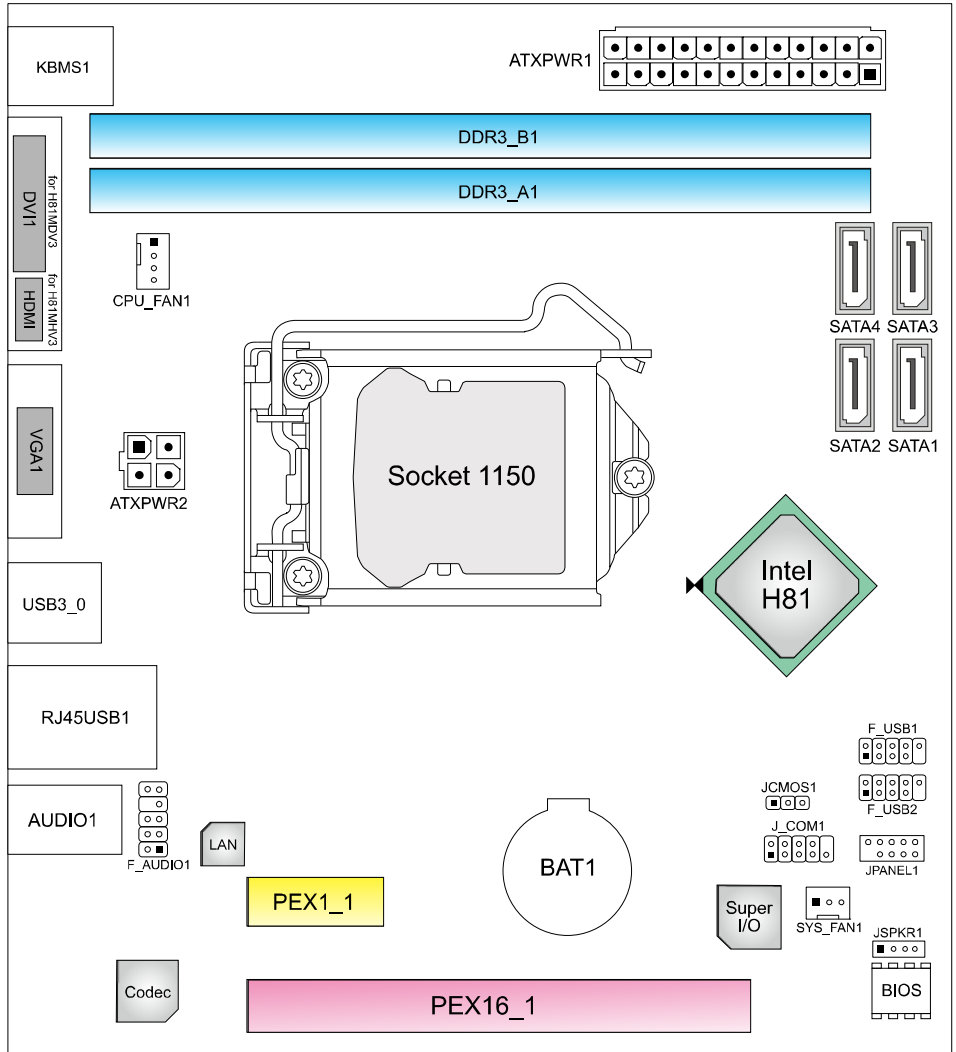 KBMS1
ATXPWR1
DDR3_B1
DDR3_A1
DVI1
for H81MDV3
HDMI
for H81MHV3
CPU_FAN1
SATA4
SATA3
SATA2
SATA1
VGA1
ATXPWR2
Socket 1150
Intel
H81
USB3_0
RJ45USB1
F_USB1
F_USB2
JCMOS1
J_COM1
JPANEL1
AUDIO1
F_AUDIO1
LAN
BAT1
PEX1_1
Super
I/O
SYS_FAN1
JSPKR1
BIOS
Codec
PEX16_1